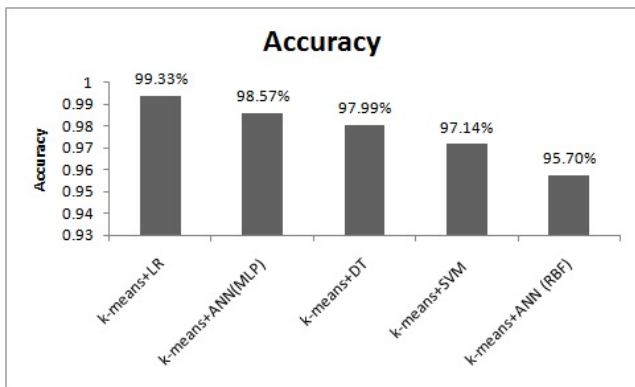 Accuracy
1
0.99
0.98
0.97
0.96
0.95
0.94
0.93
Accuracy
99.33%
98.57%
97.99%
97.14%
95.70%
k-means+LR
k-means+ANN(MLP)
k-means+DT
k-means+SVM
k-means+ANN (RBF)